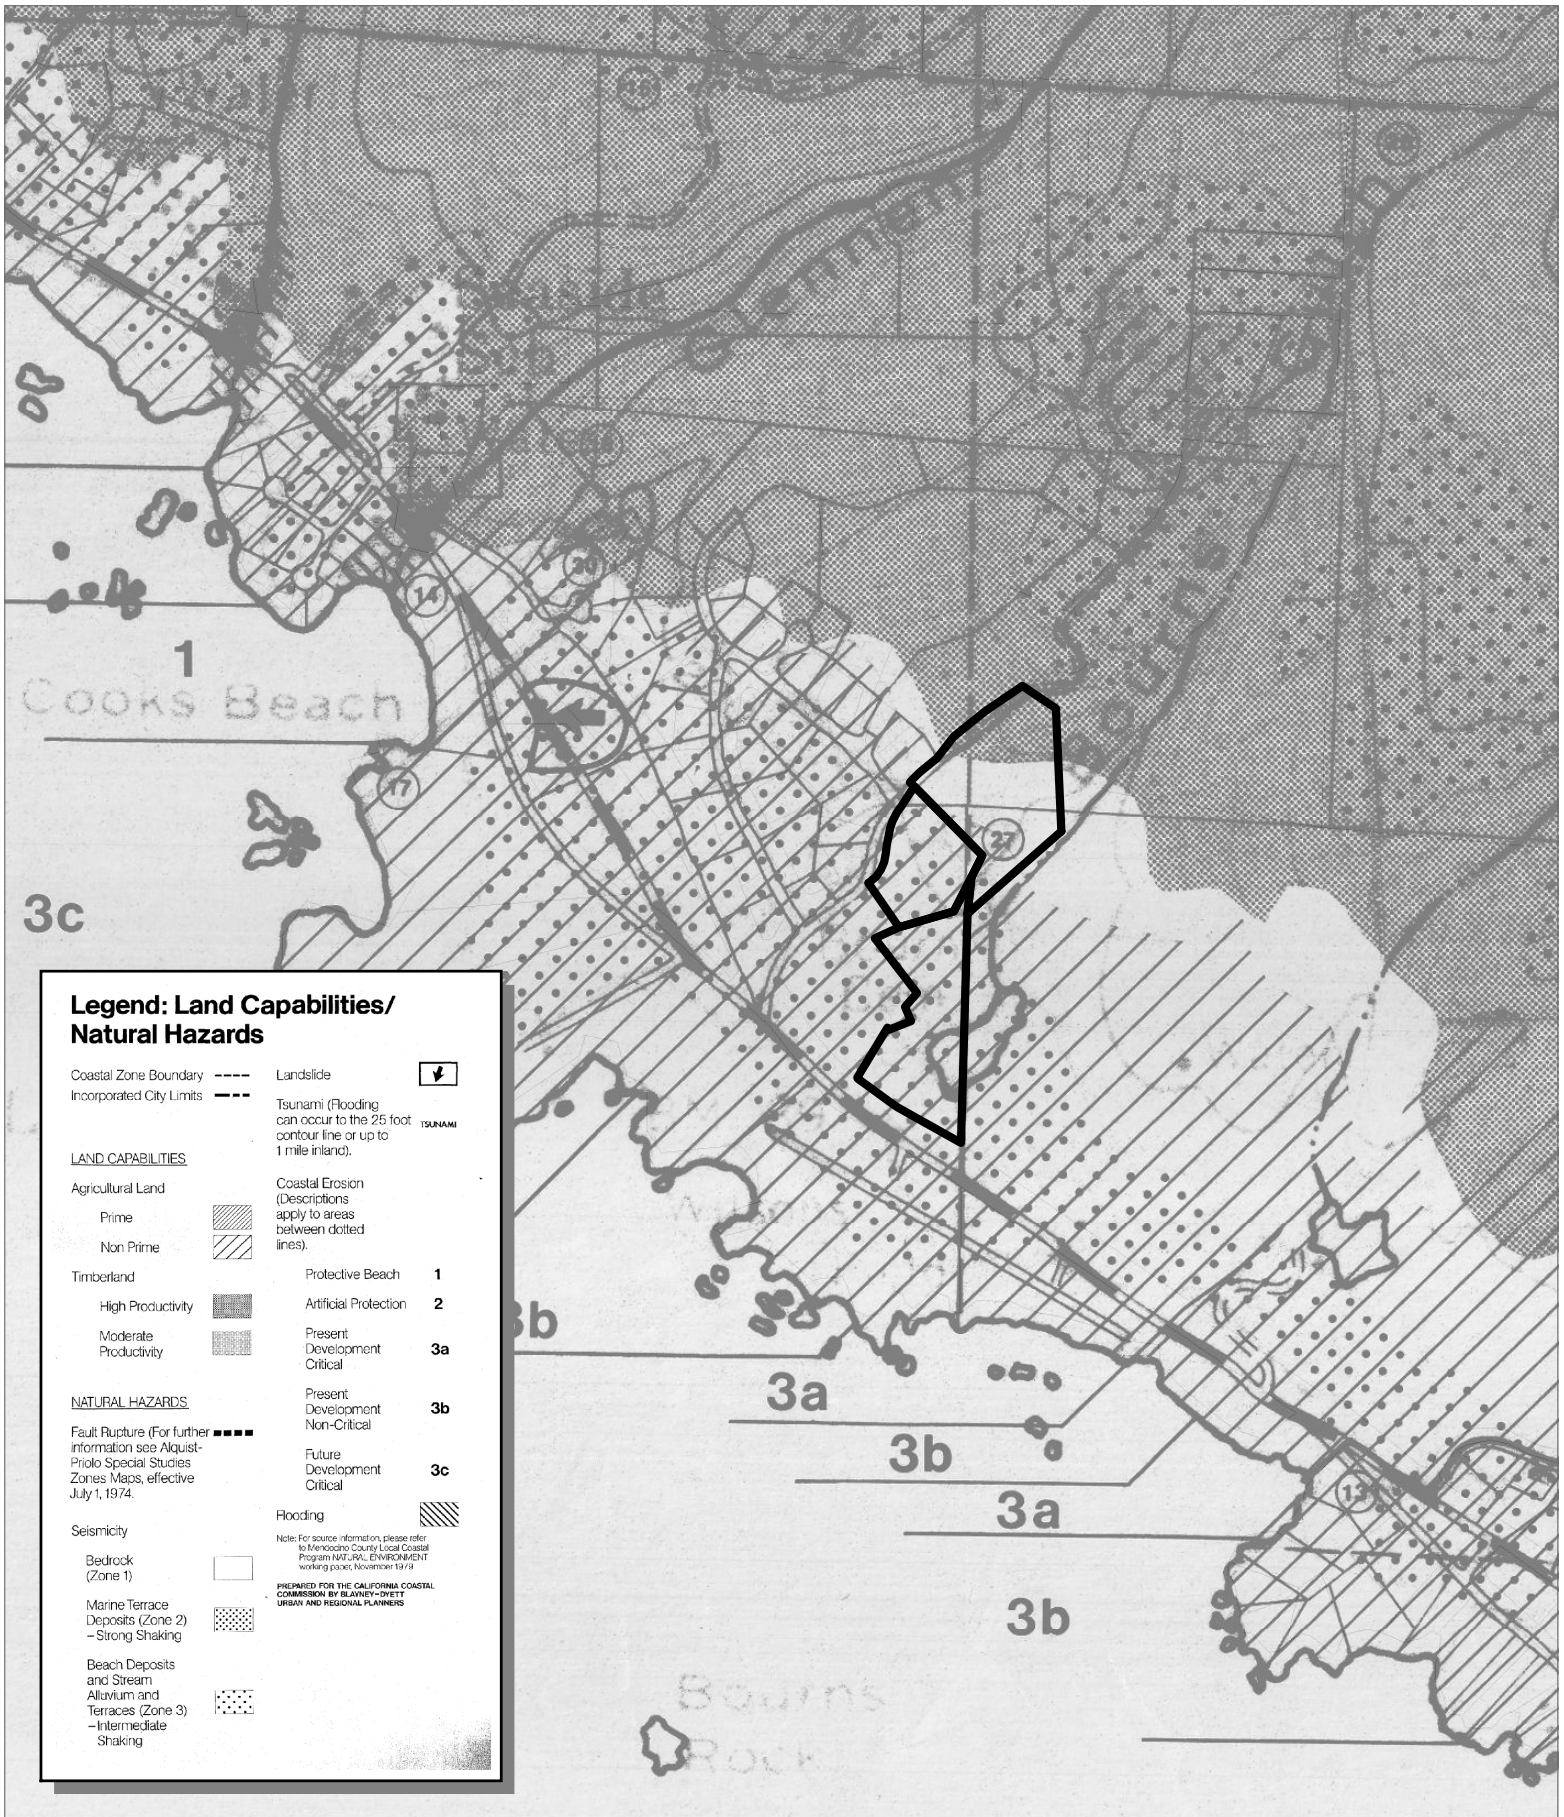 16
20
14
1
Cooks Beach
17
27
3c
3b
3a
3b
3a
13
3b
Bourns
Rock
Legend: Land Capabilities/
Natural Hazards
Coastal Zone Boundary
Incorporated City Limits
LAND CAPABILITIES
Agricultural Land
Prime
Non Prime
Timberland
High Productivity
Moderate
Productivity
NATURAL HAZARDS
Fault Rupture (For further
information see Alquist-
Priolo Special Studies
Zones Maps, effective
July 1, 1974.
Seismicity
Bedrock
(Zone 1)
Marine Terrace
Deposits (Zone 2)
–Strong Shaking
Beach Deposits
and Stream
Alluvium and
Terraces (Zone 3)
–Intermediate
Shaking
Landslide
Tsunami (Flooding
can occur to the 25 foot
contour line or up to
1 mile inland).
TSUNAMI
Coastal Erosion
(Descriptions
apply to areas
between dotted
lines).
Protective Beach 1
Artificial Protection 2
Present
Development
Critical
3a
Present
Development
Non-Critical
3b
Future
Development
Critical
3c
Flooding
Note: For source information, please refer
to Mendocino County Local Coastal
Program NATURAL ENVIRONMENT
working paper, November 1979
PREPARED FOR THE CALIFORNIA COASTAL
COMMISSION BY BLAYNEY–DYETT
URBAN AND REGIONAL PLANNERS